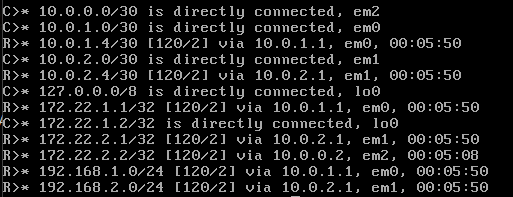 C>* 10.0.0.0/30 is directly connected, em2
C>* 10.0.1.0/30 is directly connected, em0
R>* 10.0.1.4/30 [120/2] via 10.0.1.1, em0, 00:05:50
C>* 10.0.2.0/30 is directly connected, em1
R>* 10.0.2.4/30 [120/2] via 10.0.2.1, em1, 00:05:50
C>* 127.0.0.0/8 is directly connected, lo0
R>* 172.22.1.1/32 [120/2] via 10.0.1.1, em0, 00:05:50
C>* 172.22.1.2/32 is directly connected, lo0
R>* 172.22.2.1/32 [120/2] via 10.0.2.1, em1, 00:05:50
R>* 172.22.2.2/32 [120/2] via 10.0.0.2, em2, 00:05:08
R>* 192.168.1.0/24 [120/2] via 10.0.1.1, em0, 00:05:50
R>* 192.168.2.0/24 [120/2] via 10.0.2.1, em1, 00:05:50